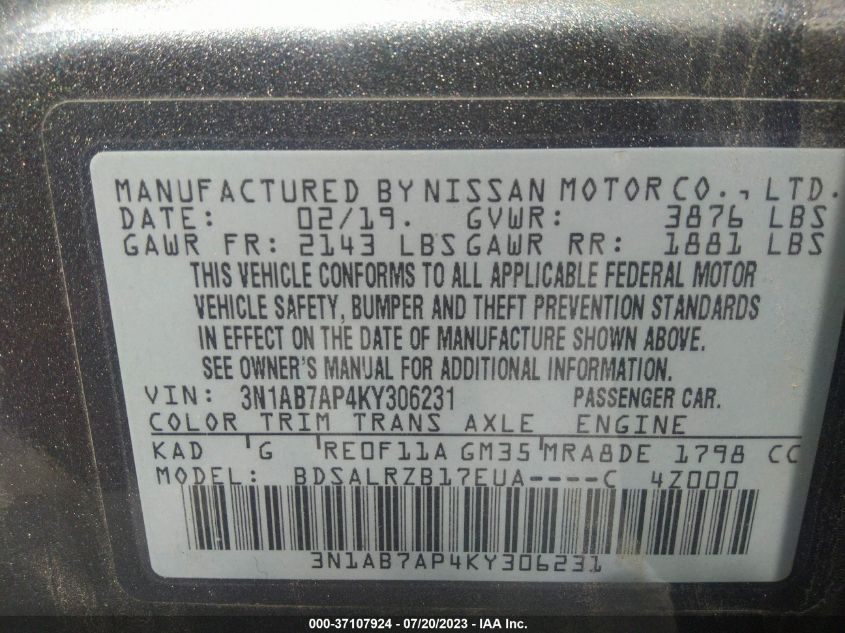 MANUFACTURED BY NISSAN MOTOR CO., LTD.
DATE: 02/19. GVWR: 3876 LBS
GAWR FR: 2143 LBS GAWR RR: 1881 LBS
THIS VEHICLE CONFORMS TO ALL APPLICABLE FEDERAL MOTOR
VEHICLE SAFETY, BUMPER AND THEFT PREVENTION STANDARDS
IN EFFECT ON THE DATE OF MANUFACTURE SHOWN ABOVE.
SEE OWNER'S MANUAL FOR ADDITIONAL INFORMATION.
VIN: 3N1AB7AP4KY306231 PASSENGER CAR.
COLOR TRIM TRANS AXLE ENGINE
KAD G RE0F11A GM35 MRA8DE 1798 CC
MODEL: BDSALRZB17EUA----C 4Z000
3N1AB7AP4KY306231
000-37107924 - 07/20/2023 - IAA Inc.